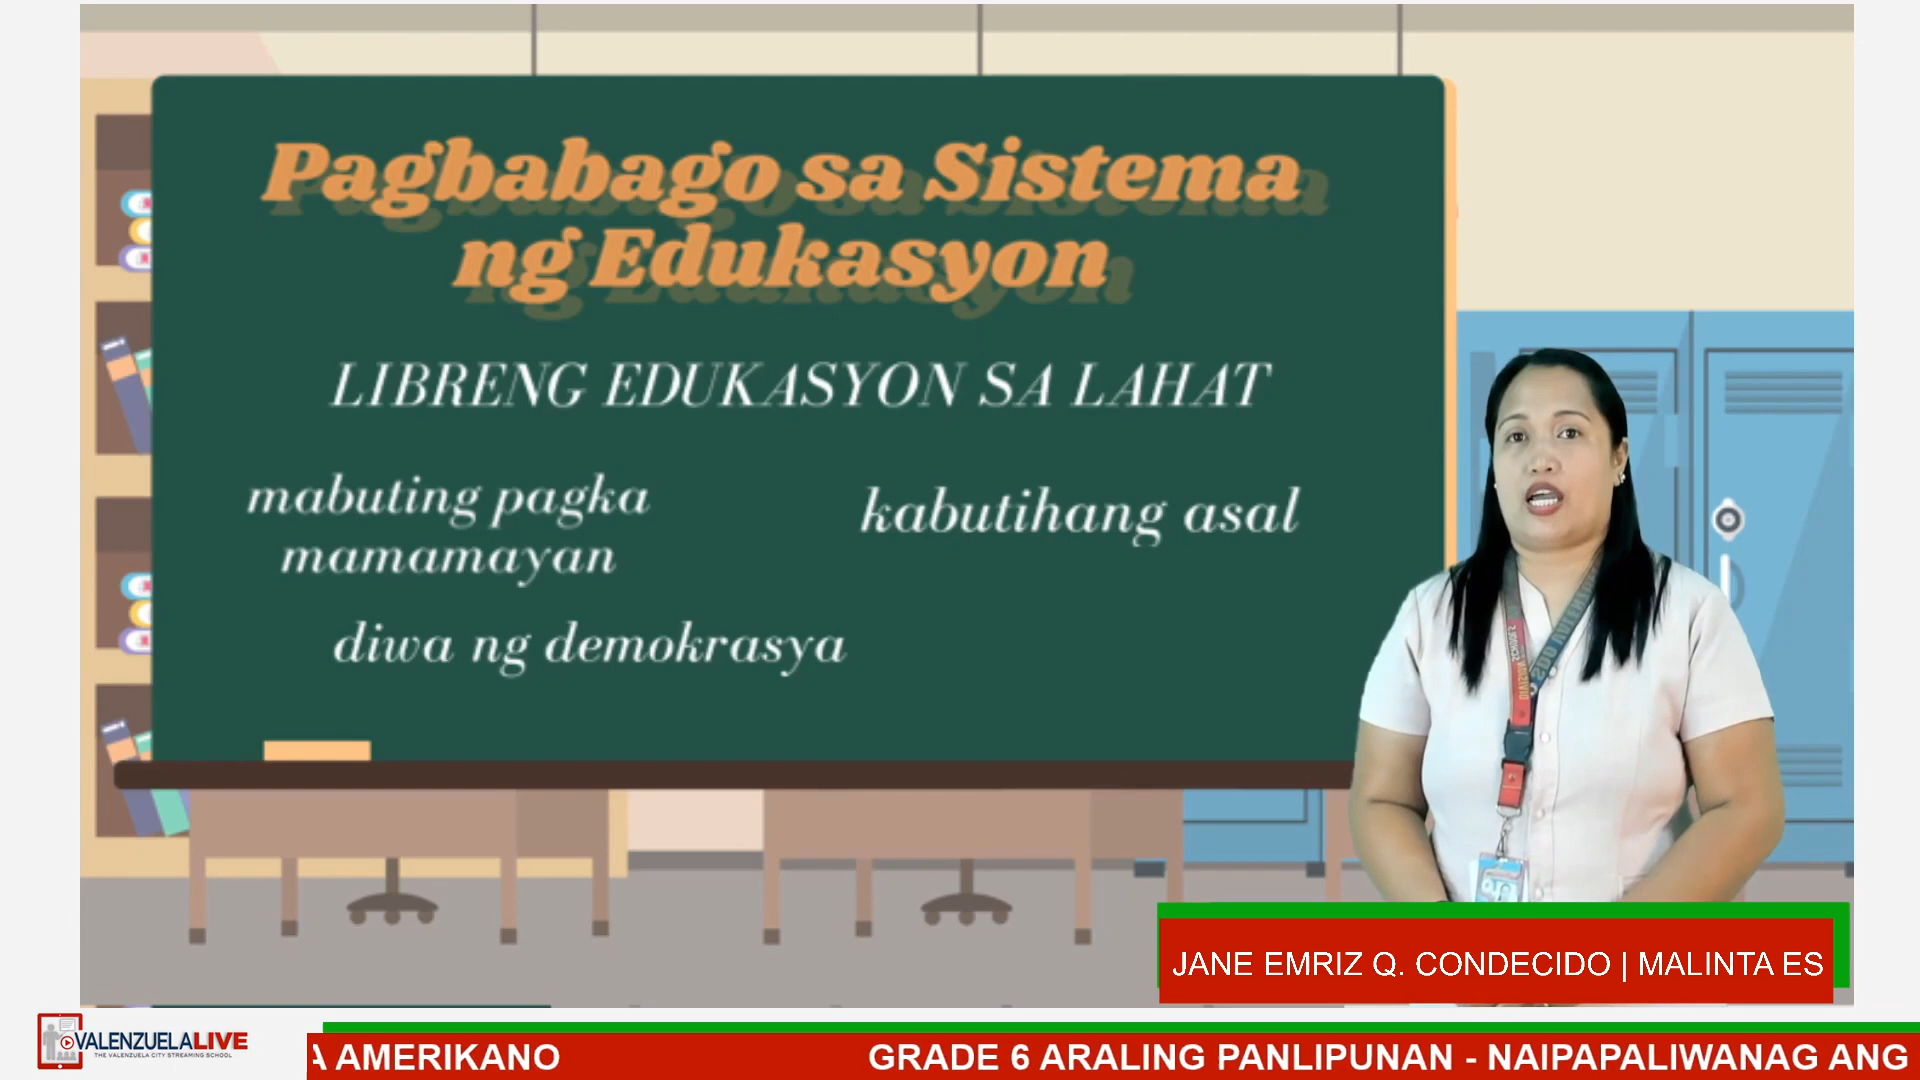 Pagbabago sa Sistema
ng Edukasyon
LIBRENG EDUKASYON SA LAHAT
mabuting pagka
mamamayan
kabutihang asal
diwa ng demokrasya
JANE EMRIZ Q. CONDECIDO | MALINTA ES
VALENZUELALIVE
THE VALENZUELA CITY STREAMING SCHOOL
A AMERIKANO
GRADE 6 ARALING PANLIPUNAN - NAIPAPALIWANAG ANG